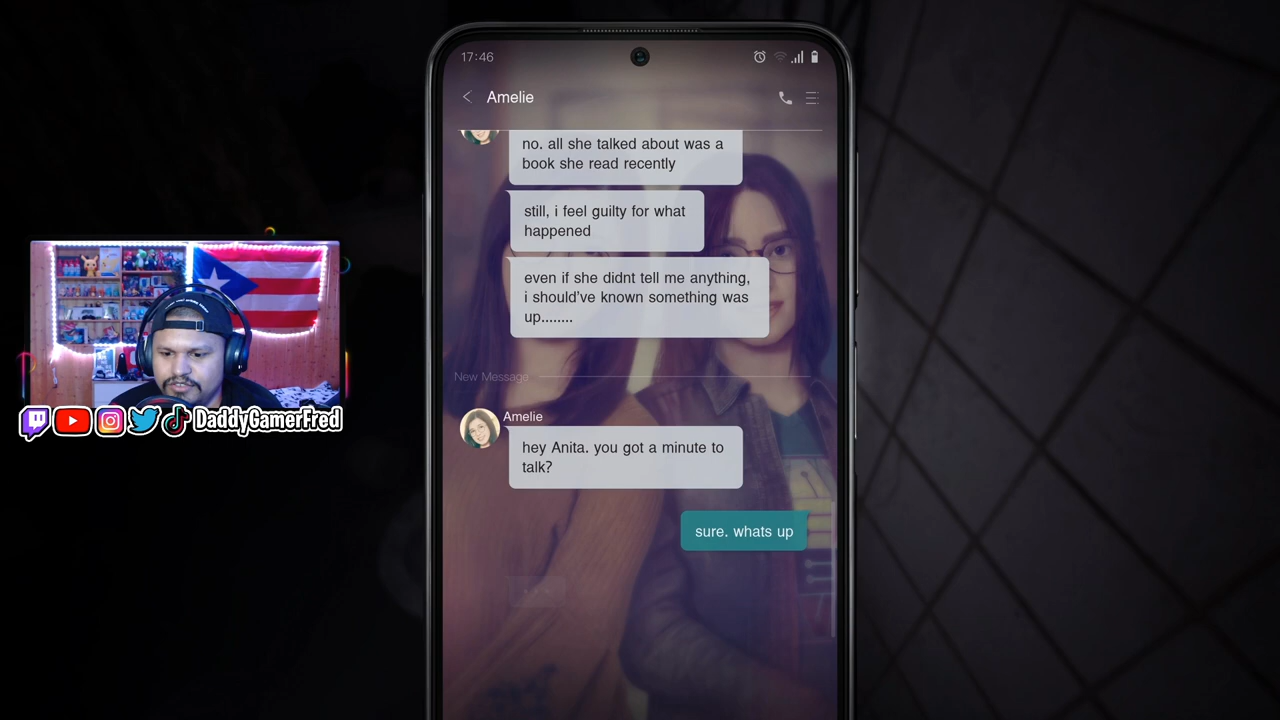 17:46
Amelie
no. all she talked about was a
book she read recently
still, i feel guilty for what
happened
even if she didnt tell me anything,
i should've known something was
up........
New Message
Amelie
hey Anita. you got a minute to
talk?
sure. whats up
DaddyGamerFred